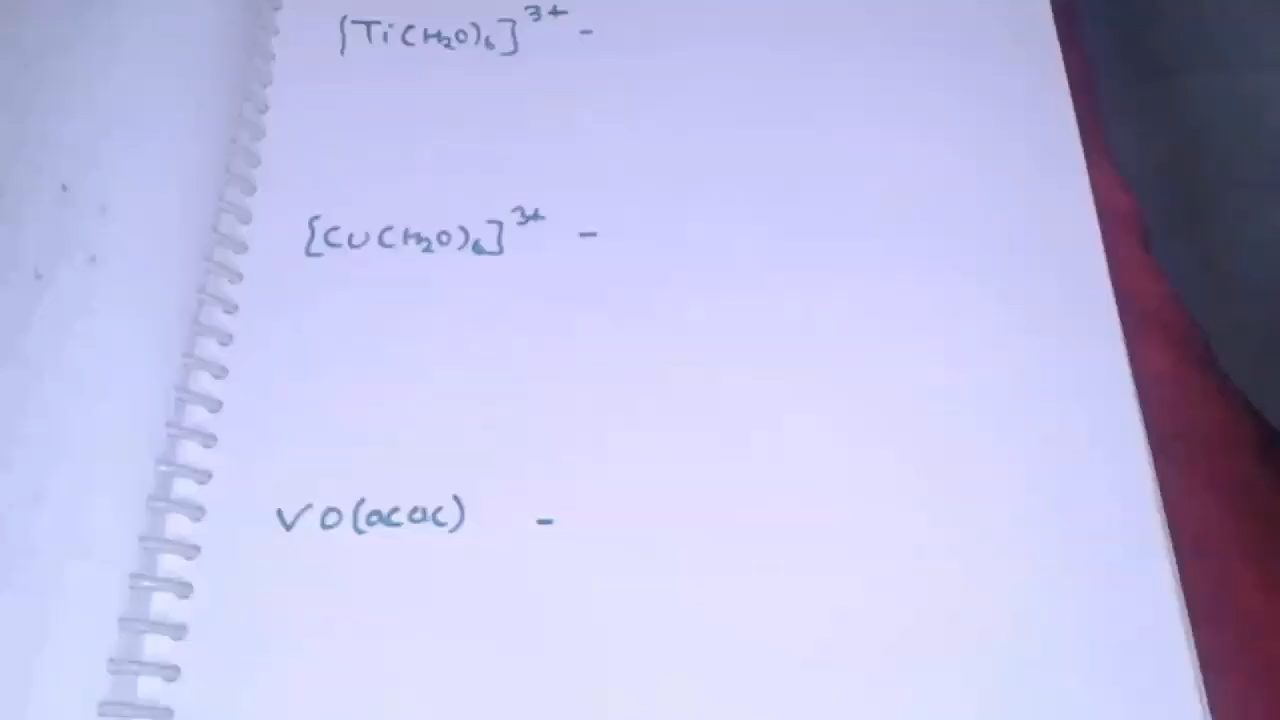 [Ti(H₂O)₆]³⁺ -
[Cu(H₂O)₆]³⁺ -
VO(acac) -